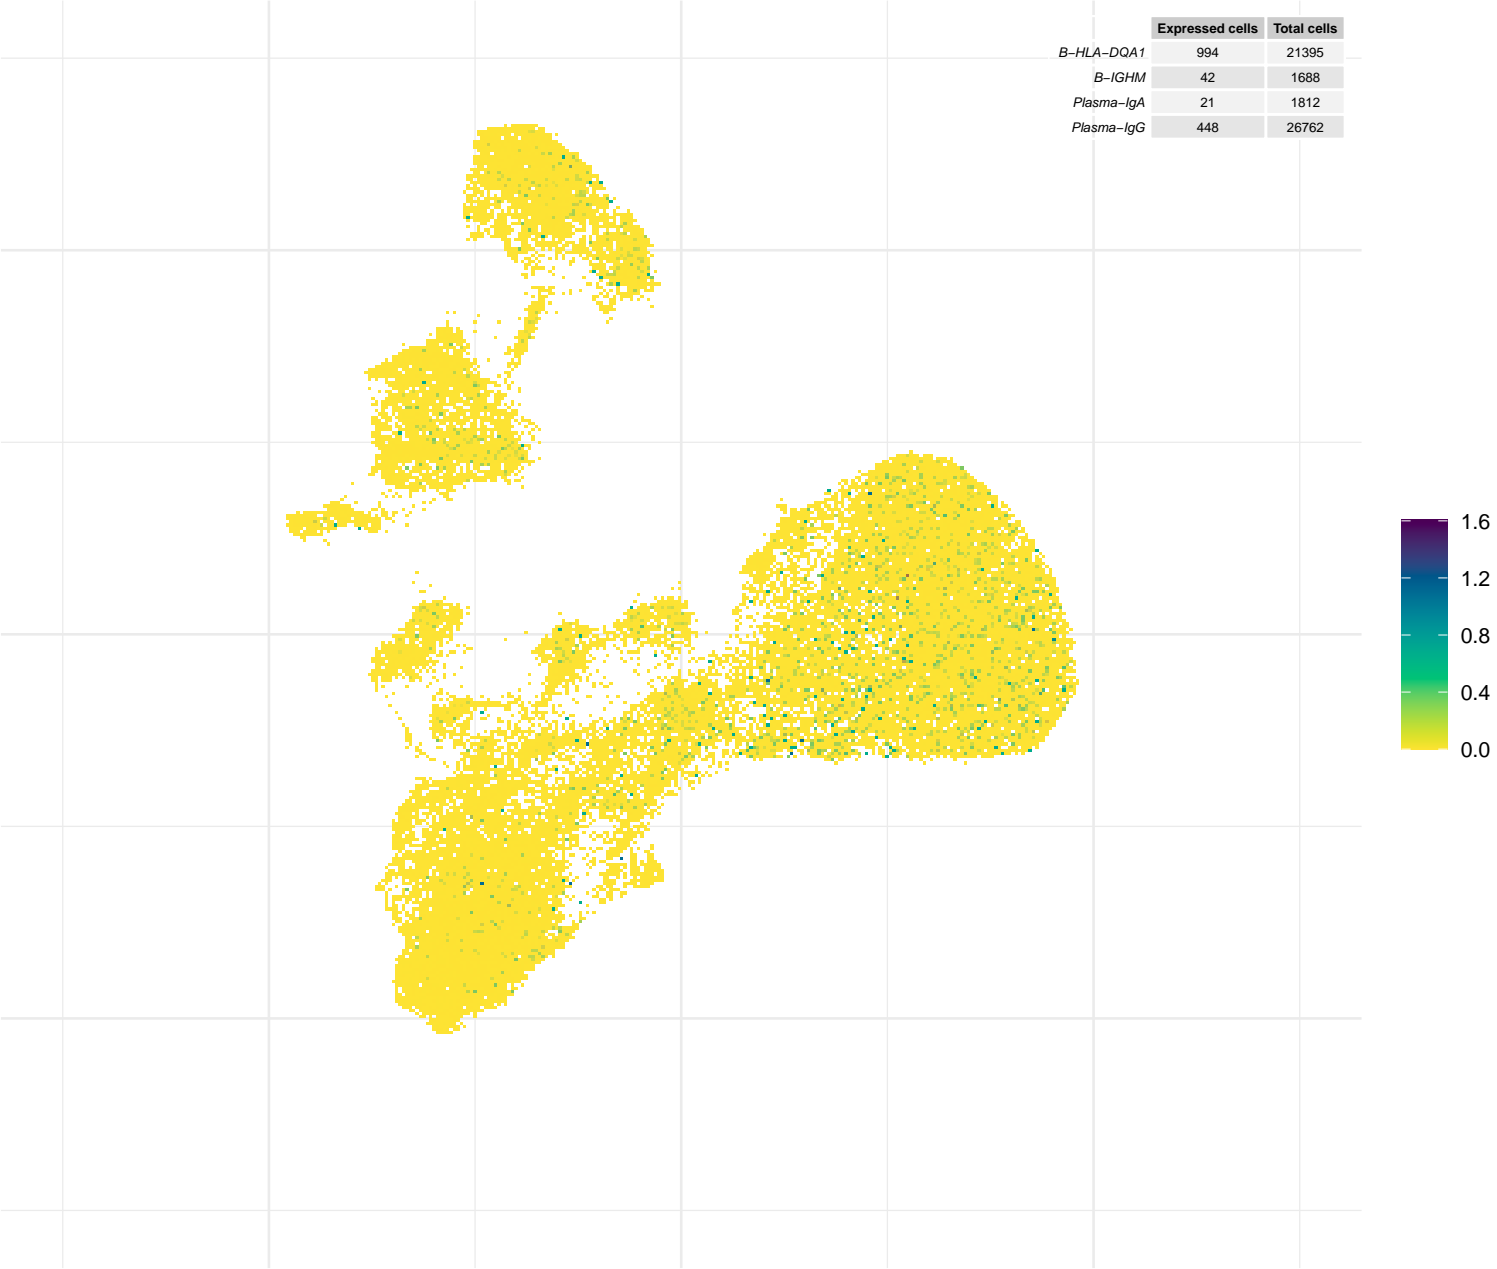 Expressed cells Total cells
B−HLA−DQA1 994 21395
B−IGHM 42 1688
Plasma−IgA 21 1812
Plasma−IgG 448 26762
1.6
1.2
0.8
0.4
0.0